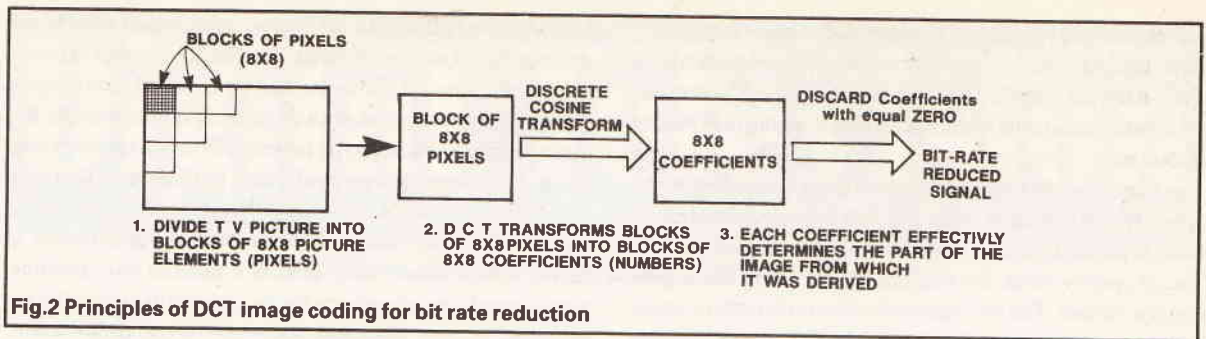 BLOCKS OF PIXELS
(8X8)
BLOCK OF
8X8
PIXELS
DISCRETE
COSINE
TRANSFORM
8X8
COEFFICIENTS
DISCARD Coefficients
with equal ZERO
BIT-RATE
REDUCED
SIGNAL
1. DIVIDE T V PICTURE INTO
BLOCKS OF 8X8 PICTURE
ELEMENTS (PIXELS)
2. D C T TRANSFORMS BLOCKS
OF 8X8 PIXELS INTO BLOCKS OF
8X8 COEFFICIENTS (NUMBERS)
3. EACH COEFFICIENT EFFECTIVLY
DETERMINES THE PART OF THE
IMAGE FROM WHICH
IT WAS DERIVED
Fig.2 Principles of DCT image coding for bit rate reduction